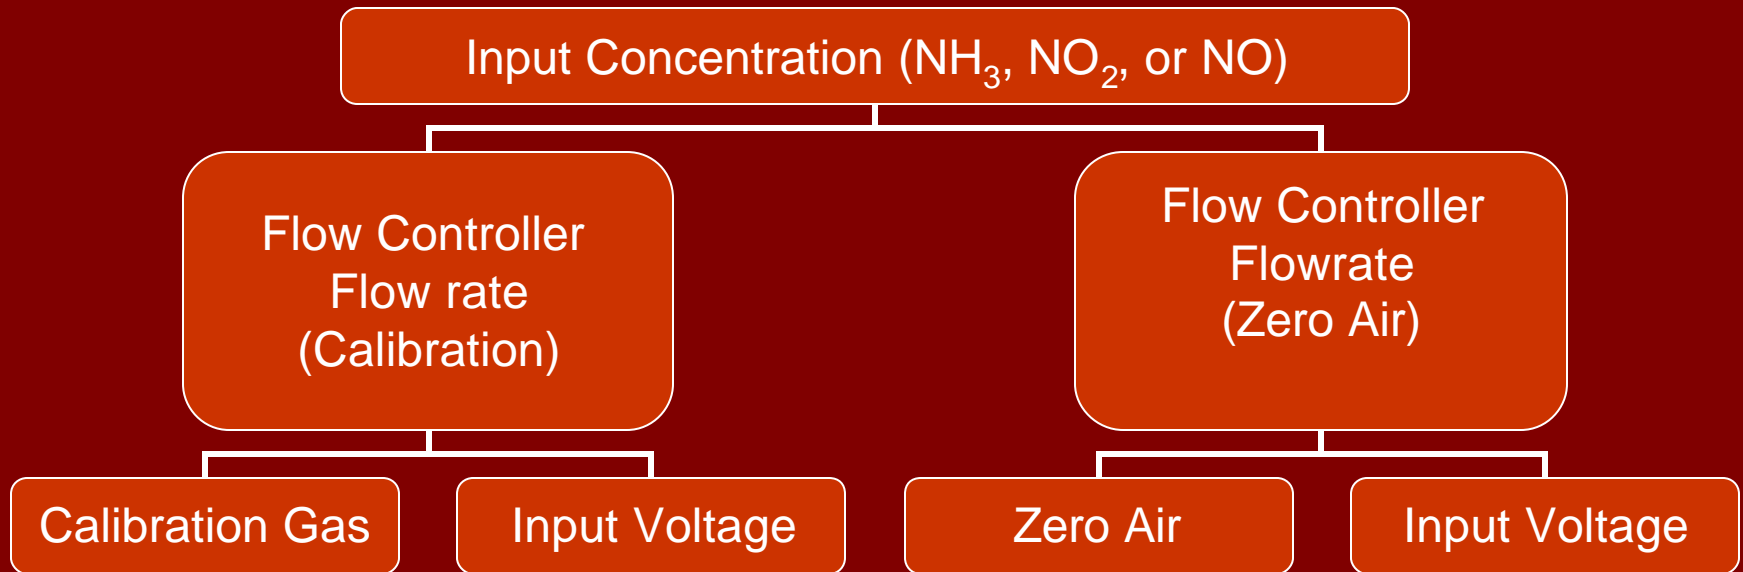 Input Concentration (NH₃, NO₂, or NO)
Flow Controller
Flow rate
(Calibration)
Flow Controller
Flowrate
(Zero Air)
Calibration Gas
Input Voltage
Zero Air
Input Voltage